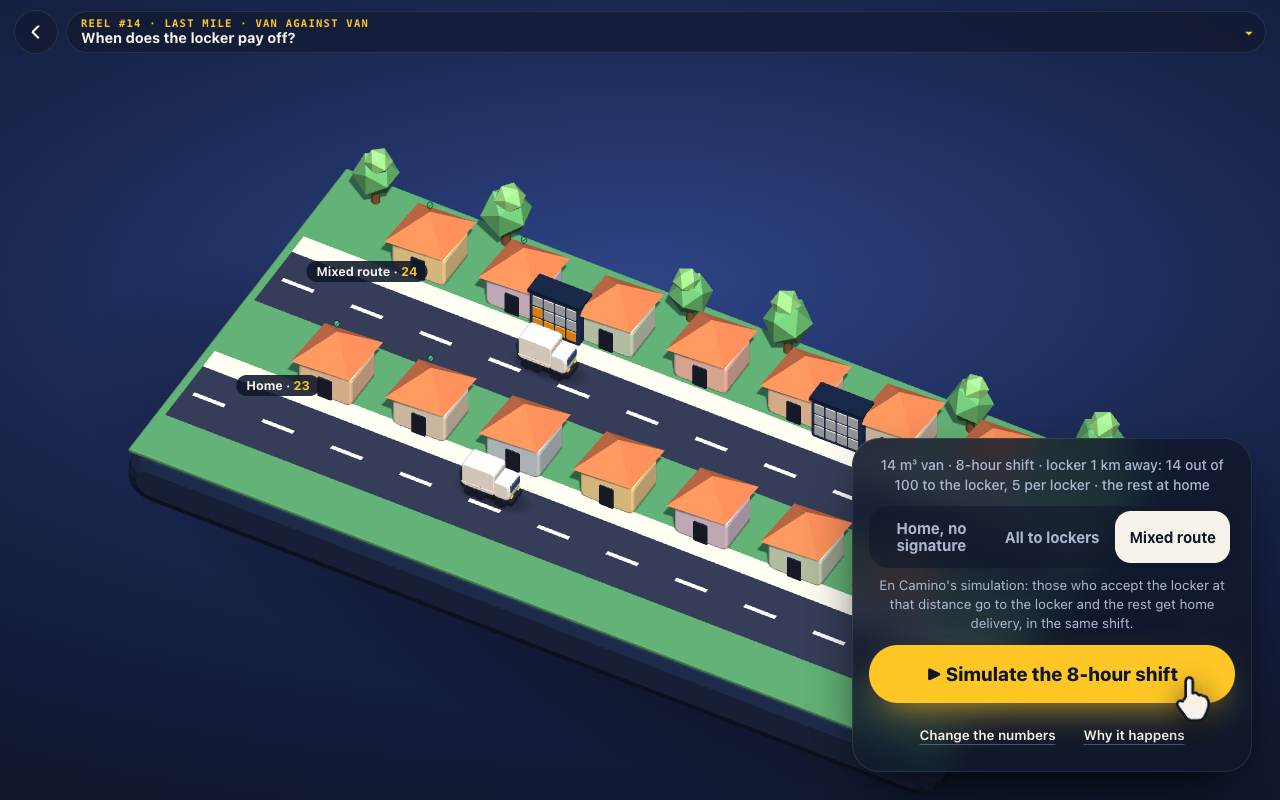 REEL #14 · LAST MILE · VAN AGAINST VAN
When does the locker pay off?
Mixed route · 24
Home · 23
14 m³ van · 8-hour shift · locker 1 km away: 14 out of
100 to the locker, 5 per locker · the rest at home
Home, no
signature
All to lockers
Mixed route
En Camino's simulation: those who accept the locker at
that distance go to the locker and the rest get home
delivery, in the same shift.
Simulate the 8-hour shift
Change the numbers
Why it happens